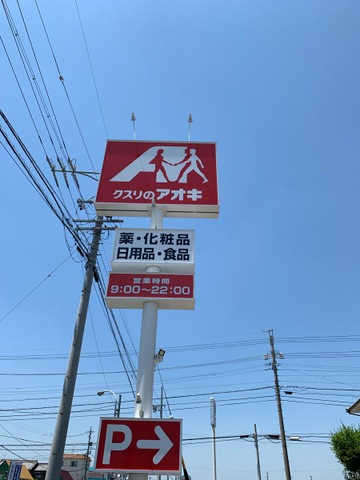 クスリのアオキ
薬・化粧品
日用品・食品
営業時間
9:00〜22:00
P→